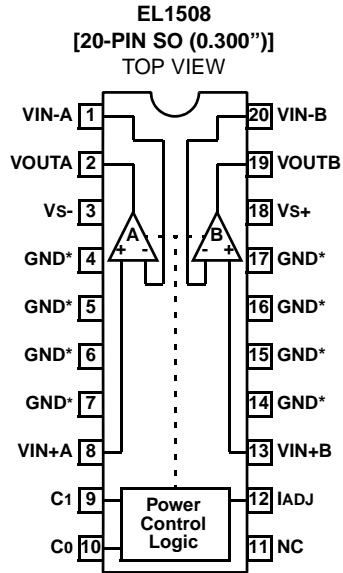 EL1508
[20-PIN SO (0.300”)]
TOP VIEW
VIN-A 1 20 VIN-B
VOUTA 2 19 VOUTB
VS- 3 18 VS+
A B
+ - - +
GND* 4 17 GND*
GND* 5 16 GND*
GND* 6 15 GND*
GND* 7 14 GND*
VIN+A 8 13 VIN+B
C1 9 Power 12 IADJ
Control
C0 10 Logic 11 NC